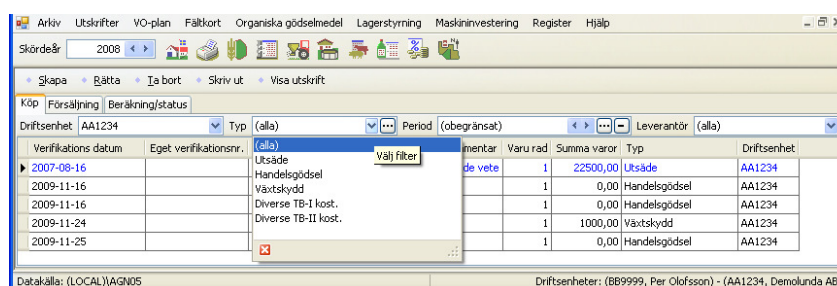 Arkiv Utskrifter VO-plan Fältkort Organiska gödselmedel Lagerstyrning Maskininvestering Register Hjälp
Skördeår 2008
Skapa Rätta Ta bort Skriv ut Visa utskrift
Köp Försäljning Beräkning/status
Driftsenhet AA1234 Typ (alla) Period (obegränsat) Leverantör (alla)
Verifikations datum Eget verifikationsnr. mentar Varu rad Summa varor Typ Driftsenhet
(alla)
Utsäde
Handelsgödsel
Växtskydd
Diverse TB-I kost.
Diverse TB-II kost.
Välj filter
2007-08-16 de vete 1 22500,00 Utsäde AA1234
2009-11-16 1 0,00 Handelsgödsel AA1234
2009-11-16 1 0,00 Handelsgödsel AA1234
2009-11-24 1 1000,00 Växtskydd AA1234
2009-11-25 1 0,00 Handelsgödsel AA1234
Datakälla: (LOCAL)\AGN05 Driftsenheter: (BB9999, Per Olofsson) - (AA1234, Demolunda AB